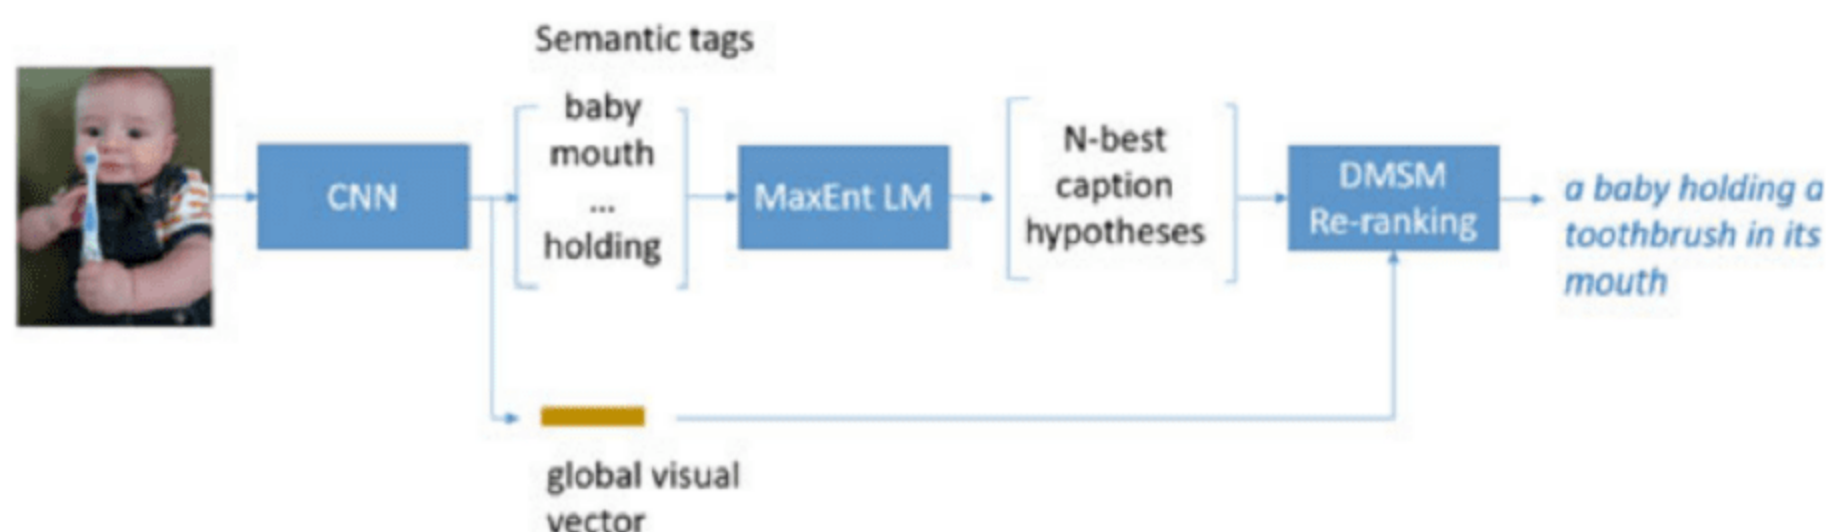 Semantic tags
baby
mouth
...
holding
CNN
MaxEnt LM
N-best
caption
hypotheses
DMSM
Re-ranking
a baby holding a
toothbrush in its
mouth
global visual
vector